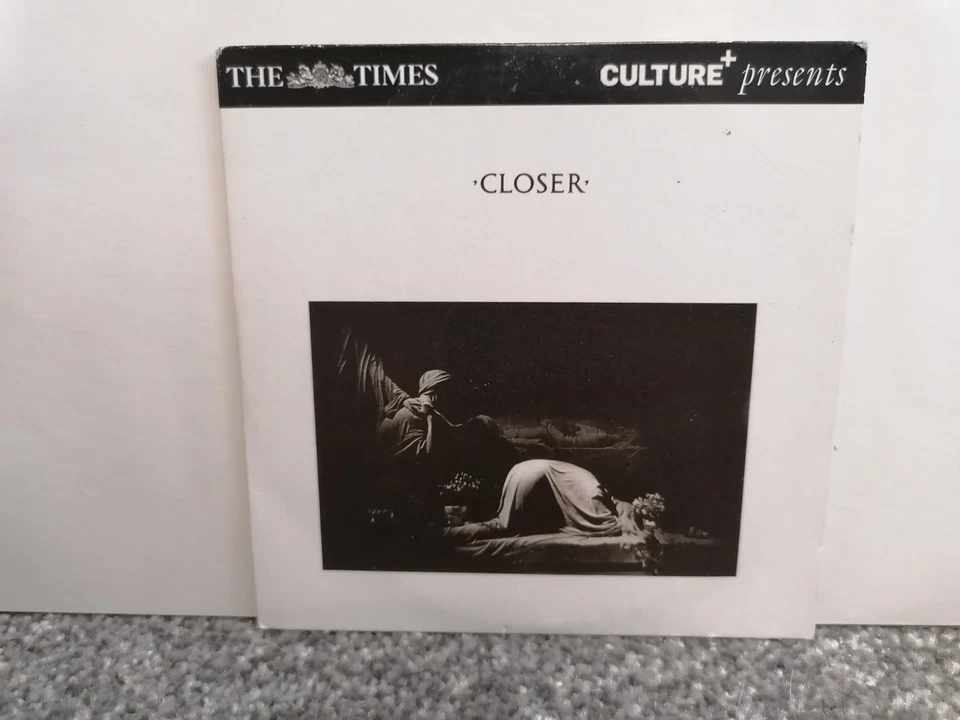 THE TIMES CULTURE+ presents
·CLOSER·